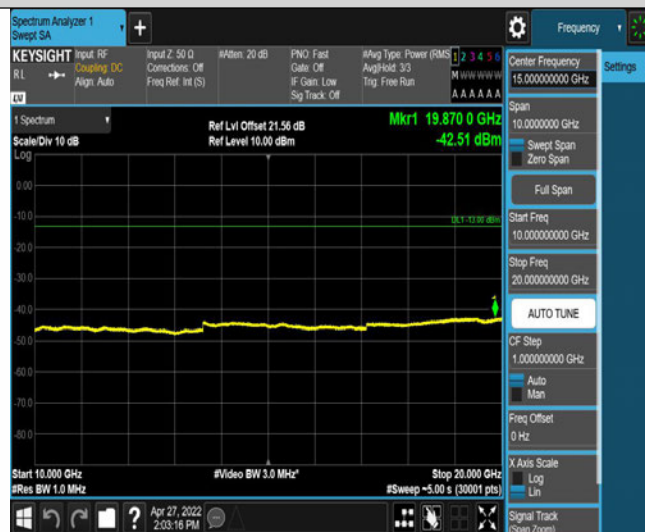 Spectrum Analyzer 1
Swept SA
Frequency
KEYSIGHT
RL
LXI
Input: RF
Coupling: DC
Align: Auto
Input Z: 50 Ω
Corrections: Off
Freq Ref: Int (S)
#Atten: 20 dB
PNO: Fast
Gate: Off
IF Gain: Low
Sig Track: Off
#Avg Type: Power (RMS
Avg|Hold: 3/3
Trig: Free Run
1 2 3 4 5 6
M W W W W W
A A A A A A
1 Spectrum
Scale/Div 10 dB
Ref Lvl Offset 21.56 dB
Ref Level 10.00 dBm
Mkr1 19.870 0 GHz
-42.51 dBm
Log
0.00
-10.0
DL1 -13.00 dBm
-20.0
-30.0
-40.0
1
-50.0
-60.0
-70.0
-80.0
Start 10.000 GHz
#Video BW 3.0 MHz*
Stop 20.000 GHz
#Res BW 1.0 MHz
#Sweep ~5.00 s (30001 pts)
Apr 27, 2022
2:03:16 PM
?
Center Frequency
15.000000000 GHz
Settings
Span
10.0000000 GHz
Swept Span
Zero Span
Full Span
Start Freq
10.000000000 GHz
Stop Freq
20.000000000 GHz
AUTO TUNE
CF Step
1.000000000 GHz
Auto
Man
Freq Offset
0 Hz
X Axis Scale
Log
Lin
Signal Track
(Span Zoom)